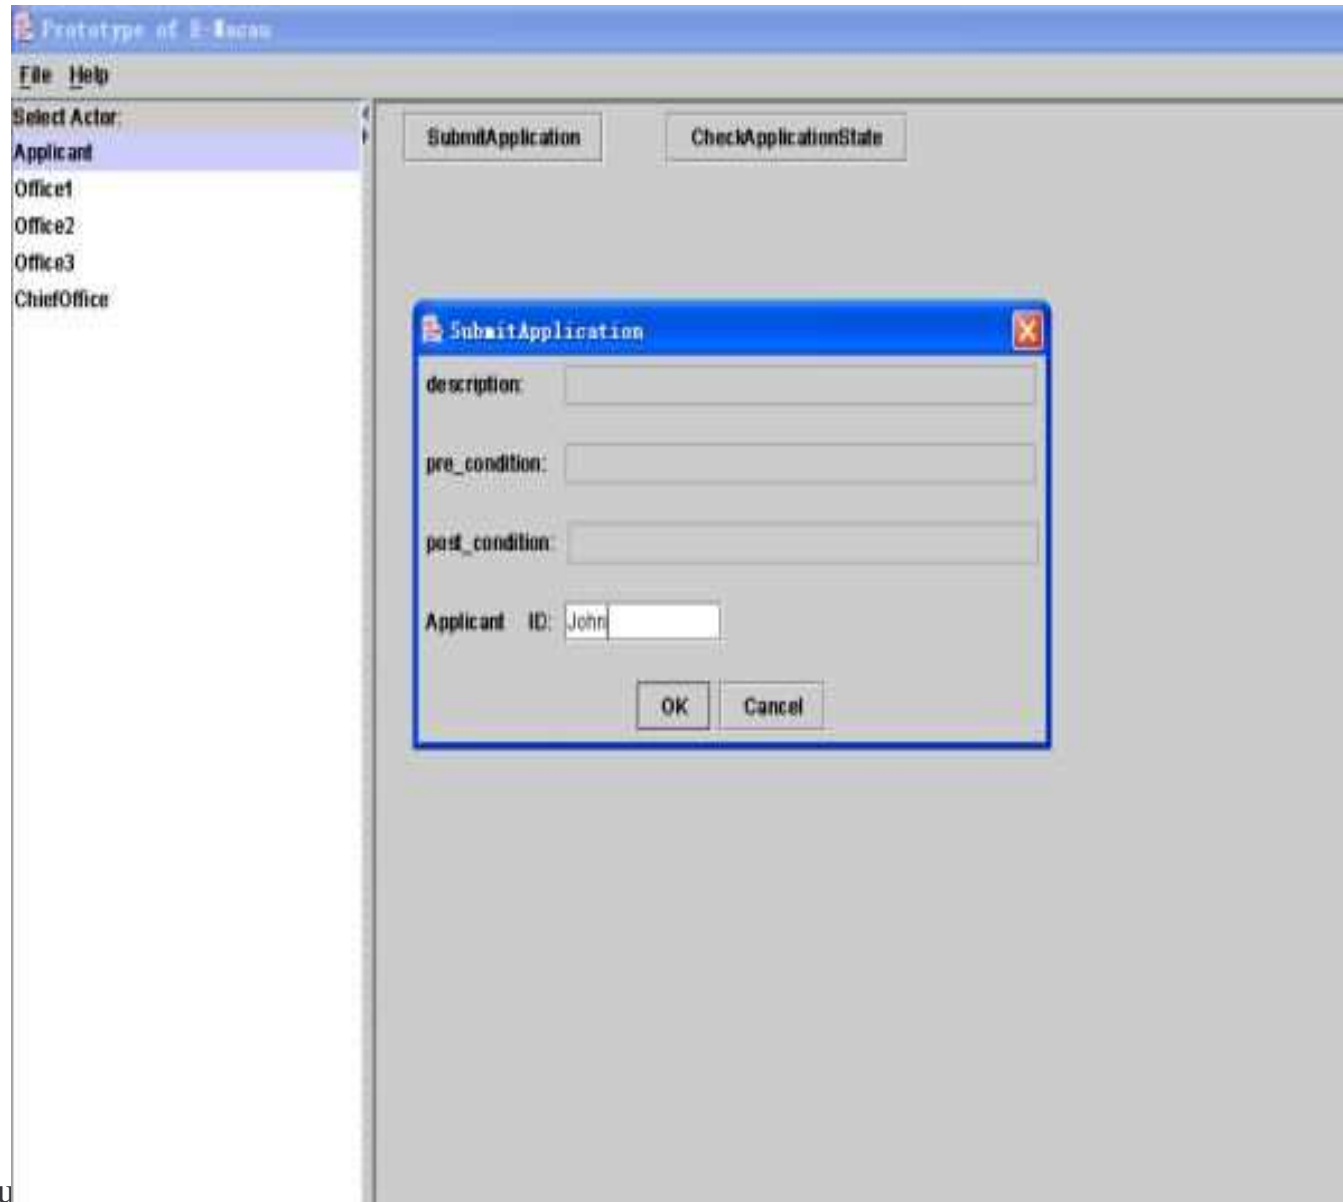 Prototype of E-Macau
File Help
Select Actor:
Applicant
Office1
Office2
Office3
ChiefOffice
SubmitApplication CheckApplicationState
SubmitApplication
description:
pre_condition:
post_condition:
Applicant ID: John
OK Cancel
u